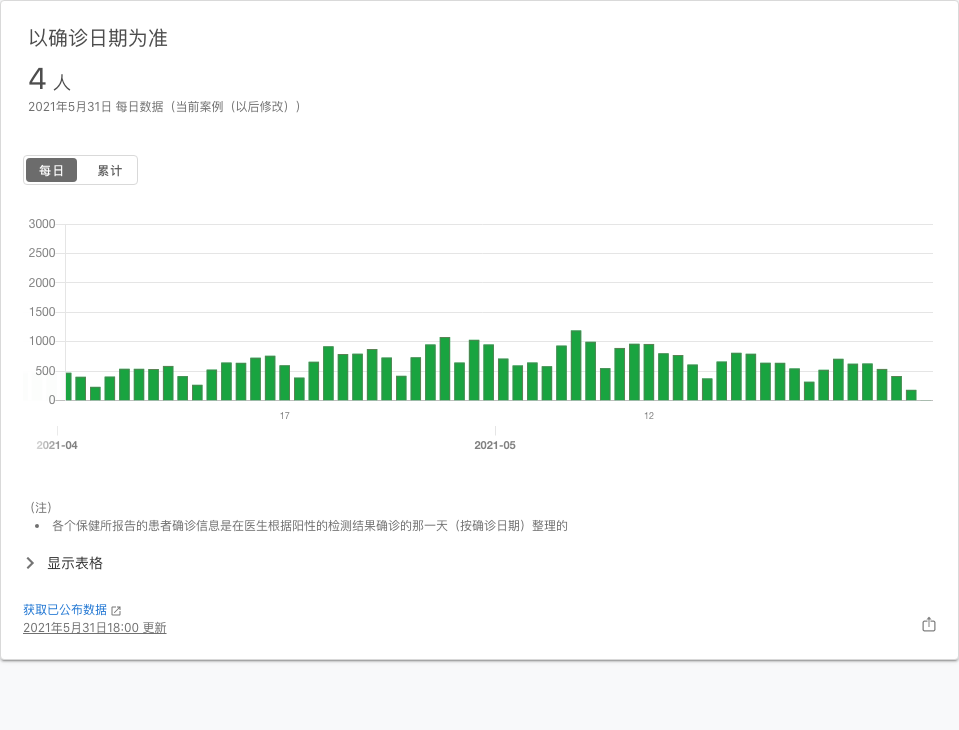 以确诊日期为准
4 人
2021年5月31日 每日数据（当前案例（以后修改））
每日 累计
3000
2500
2000
1500
1000
500
0
17 12
2021-04 2021-05
（注）
• 各个保健所报告的患者确诊信息是在医生根据阳性的检测结果确诊的那一天（按确诊日期）整理的
显示表格
获取已公布数据
2021年5月31日18:00 更新